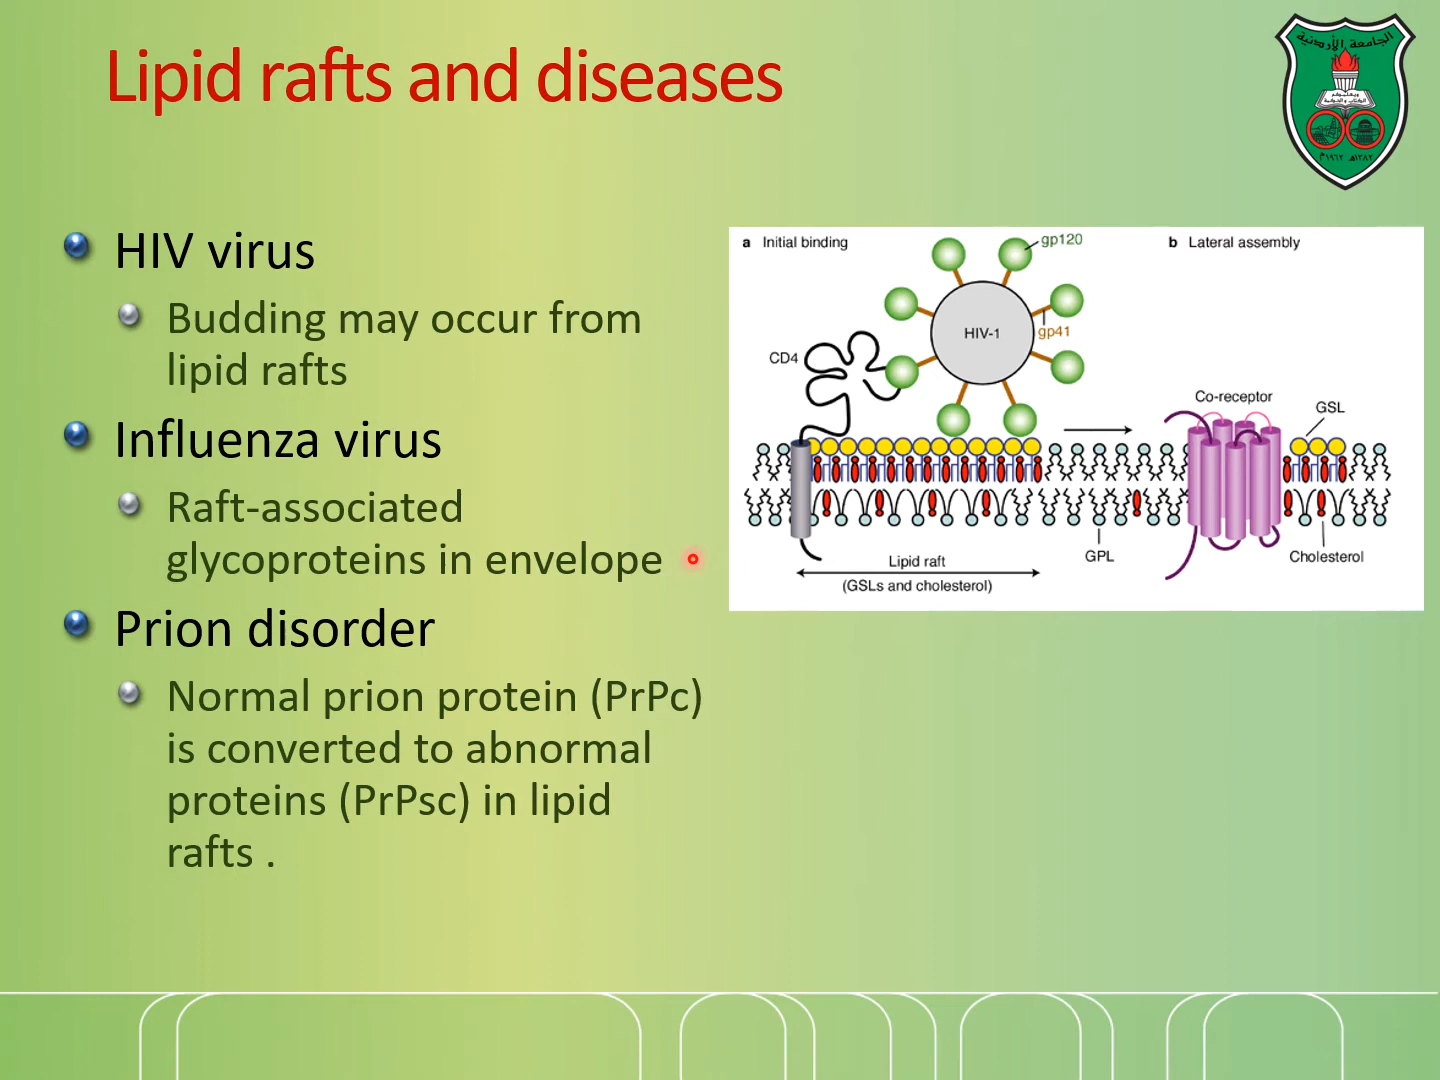 Lipid rafts and diseases
الجامعة الأردنية
HIV virus
Budding may occur from
lipid rafts
Influenza virus
Raft-associated
glycoproteins in envelope
Prion disorder
Normal prion protein (PrPc)
is converted to abnormal
proteins (PrPsc) in lipid
rafts .
a Initial binding
gp120
b Lateral assembly
HIV-1
gp41
CD4
Co-receptor
GSL
Lipid raft
(GSLs and cholesterol)
GPL
Cholesterol